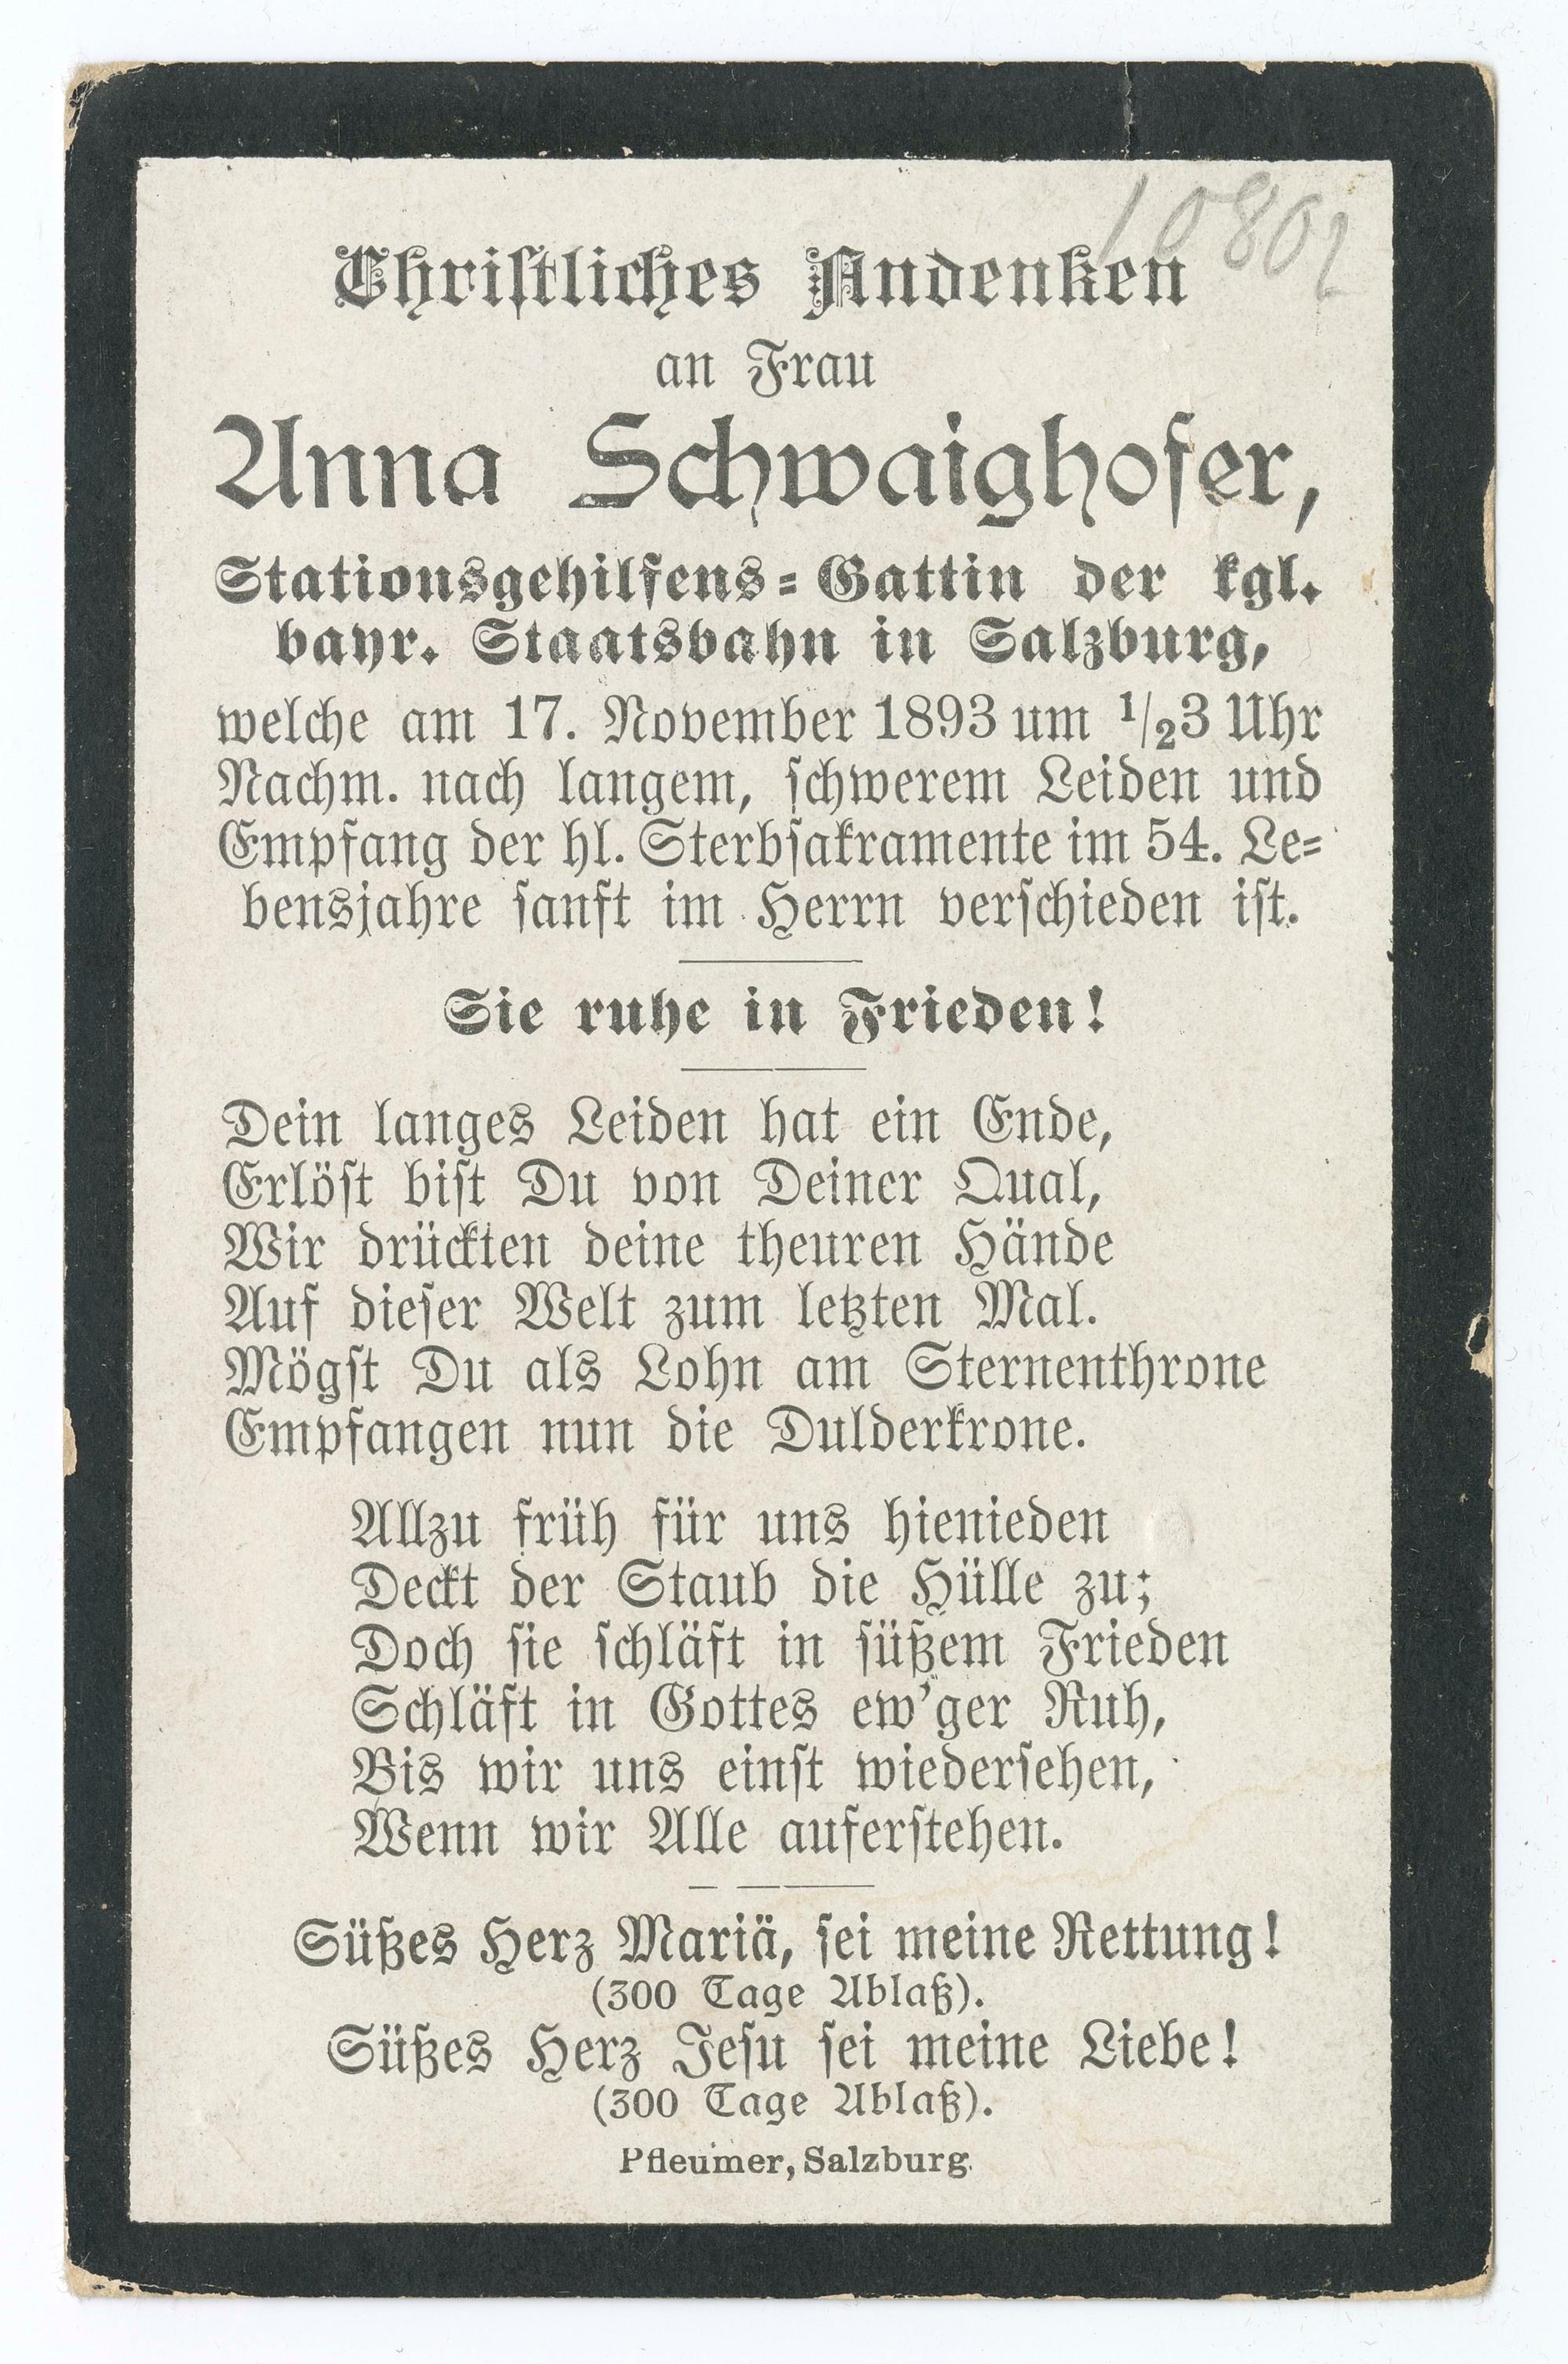 10802
Christliches Andenken
an Frau
Anna Schwaighofer,
Stationsgehilfens-Gattin der kgl.
bayr. Staatsbahn in Salzburg,
welche am 17. November 1893 um 1/23 Uhr
Nachm. nach langem, schwerem Leiden und
Empfang der hl. Sterbsakramente im 54. Le-
bensjahre sanft im Herrn verschieden ist.
Sie ruhe in Frieden!
Dein langes Leiden hat ein Ende,
Erlöst bist Du von Deiner Qual,
Wir drückten deine theuren Hände
Auf dieser Welt zum letzten Mal.
Mögst Du als Lohn am Sternenthrone
Empfangen nun die Dulderkrone.
Allzu früh für uns hienieden
Deckt der Staub die Hülle zu;
Doch sie schläft in süßem Frieden
Schläft in Gottes ew'ger Ruh,
Bis wir uns einst wiedersehen,
Wenn wir Alle auferstehen.
Süßes Herz Mariä, sei meine Rettung!
(300 Tage Ablaß).
Süßes Herz Jesu sei meine Liebe!
(300 Tage Ablaß).
Pfleumer, Salzburg.